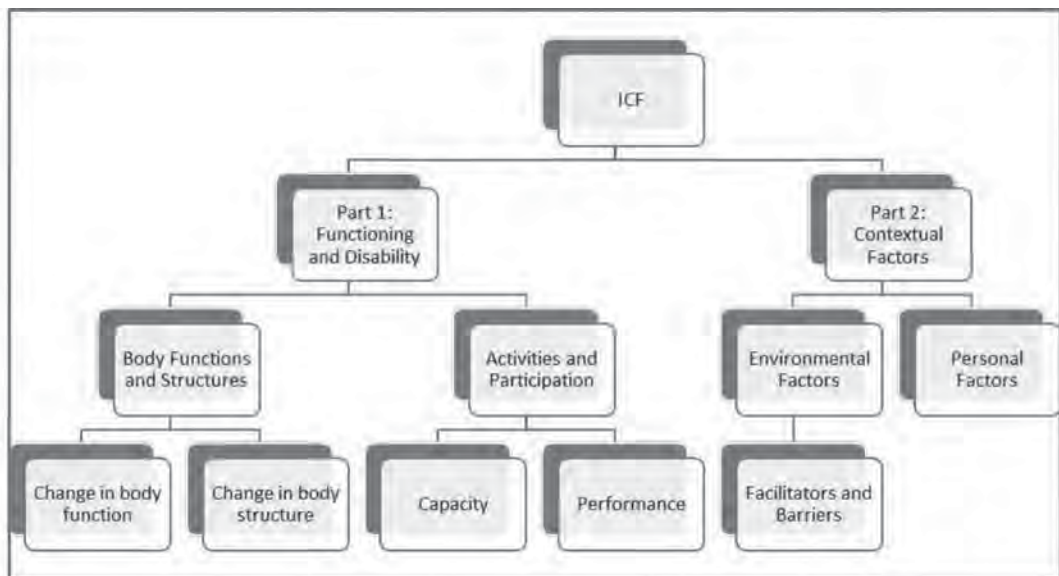 ICF
Part 1:
Functioning
and Disability
Part 2:
Contextual
Factors
Body Functions
and Structures
Activities and
Participation
Environmental
Factors
Personal
Factors
Change in body
function
Change in body
structure
Capacity
Performance
Facilitators and
Barriers